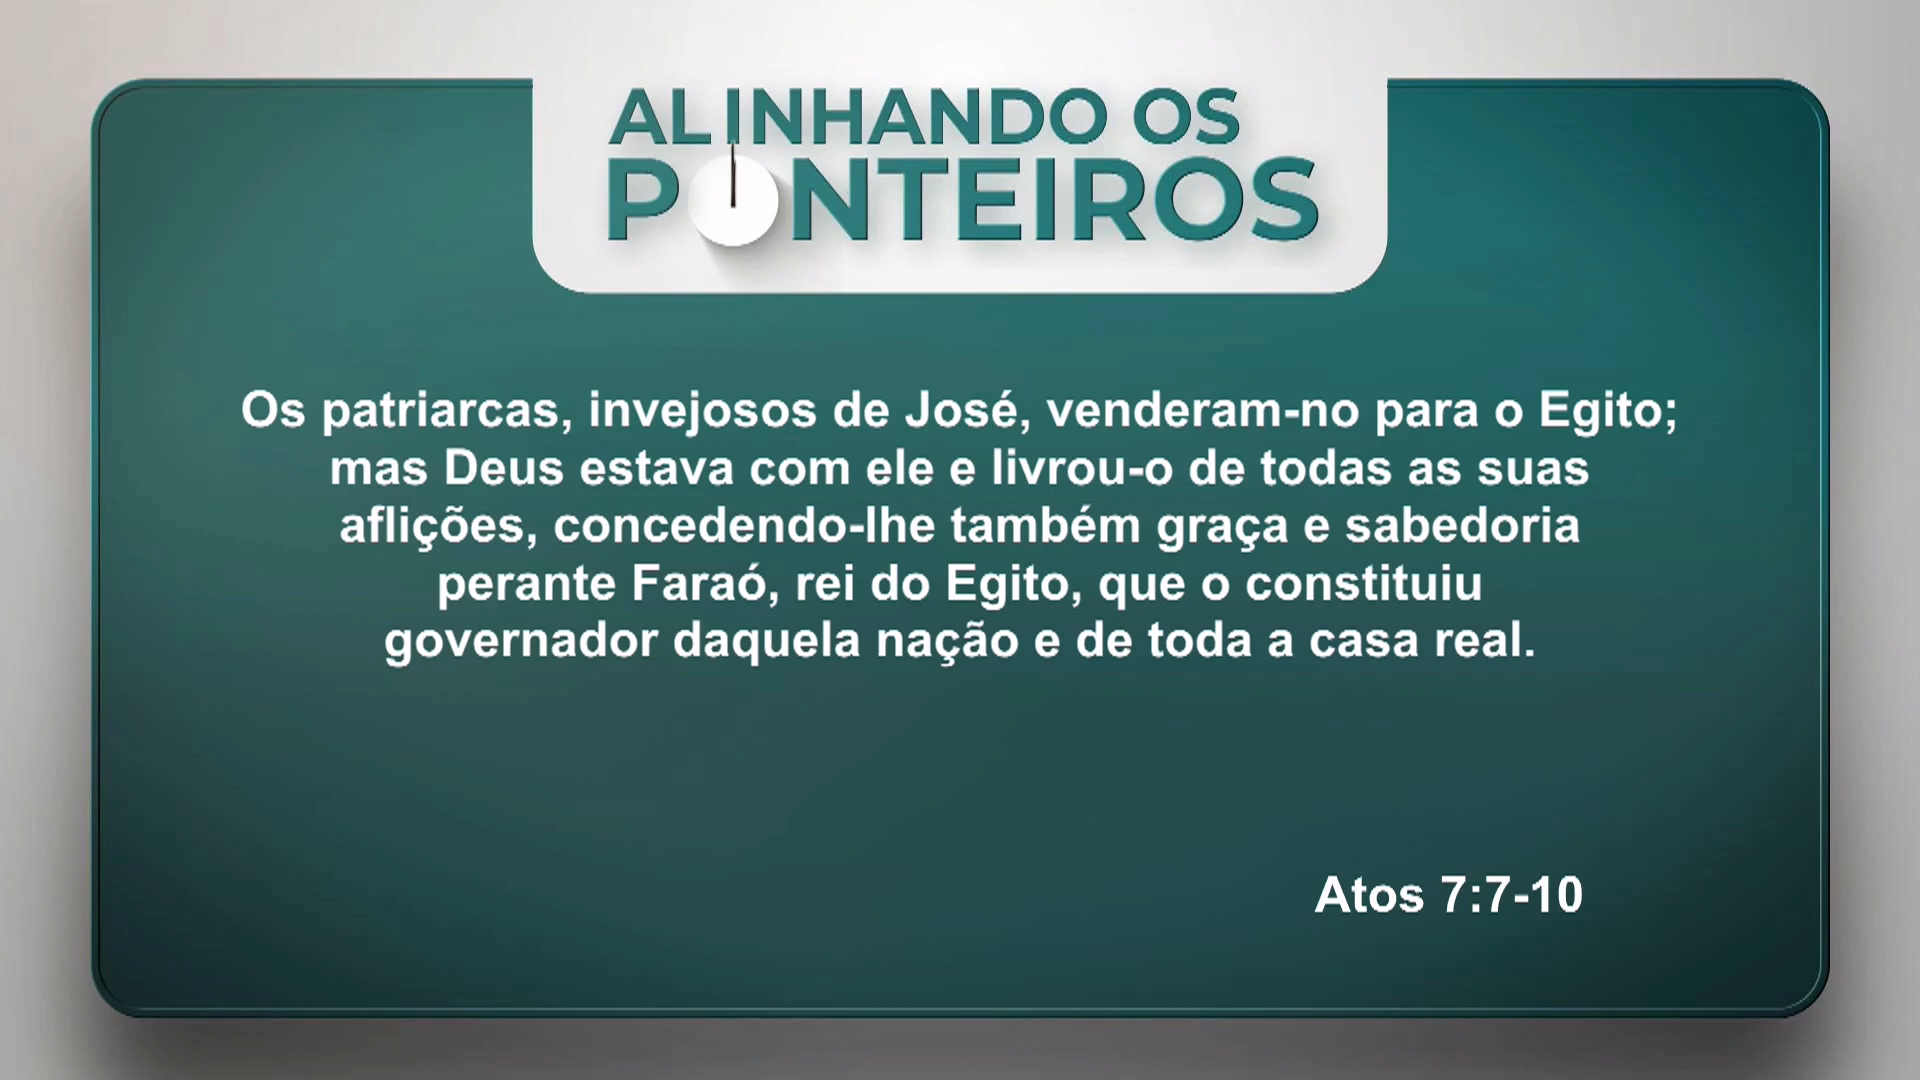 ALINHANDO OS
PONTEIROS
Os patriarcas, invejosos de José, venderam-no para o Egito;
mas Deus estava com ele e livrou-o de todas as suas
aflições, concedendo-lhe também graça e sabedoria
perante Faraó, rei do Egito, que o constituiu
governador daquela nação e de toda a casa real.
Atos 7:7-10